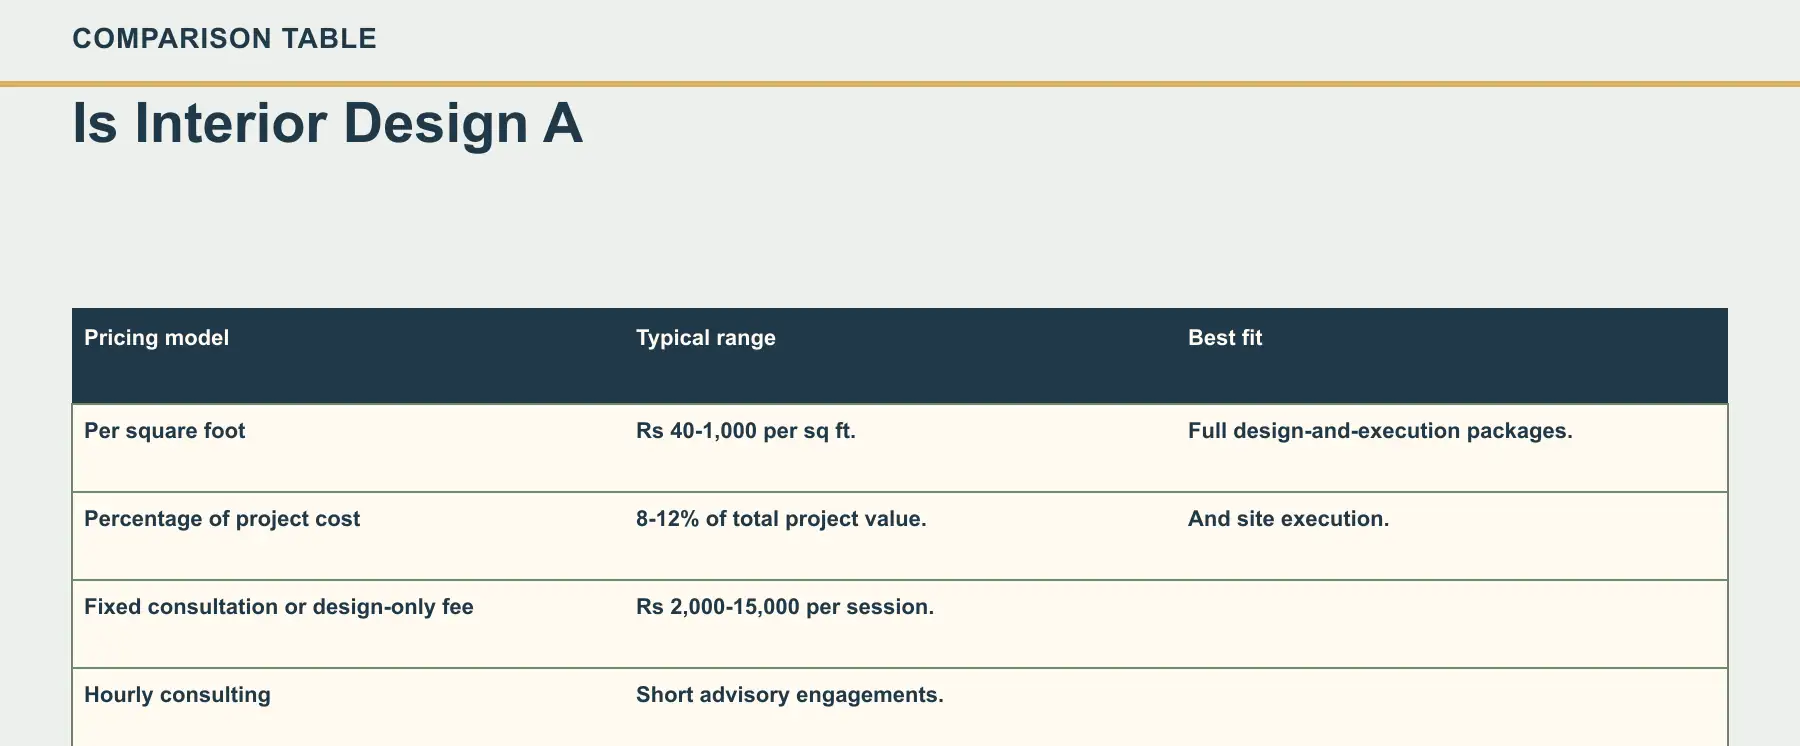 COMPARISON TABLE
Is Interior Design A
Pricing model Typical range Best fit
Per square foot Rs 40-1,000 per sq ft. Full design-and-execution packages.
Percentage of project cost 8-12% of total project value. And site execution.
Fixed consultation or design-only fee Rs 2,000-15,000 per session.
Hourly consulting Short advisory engagements.